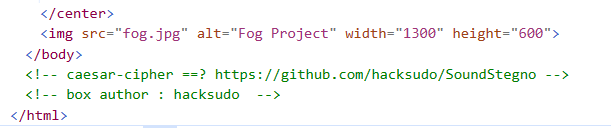 </center>
<img src="fog.jpg" alt="Fog Project" width="1300" height="600">
</body>
<!-- caesar-cipher ==? https://github.com/hacksudo/SoundStegno -->
<!-- box author : hacksudo  -->
</html>